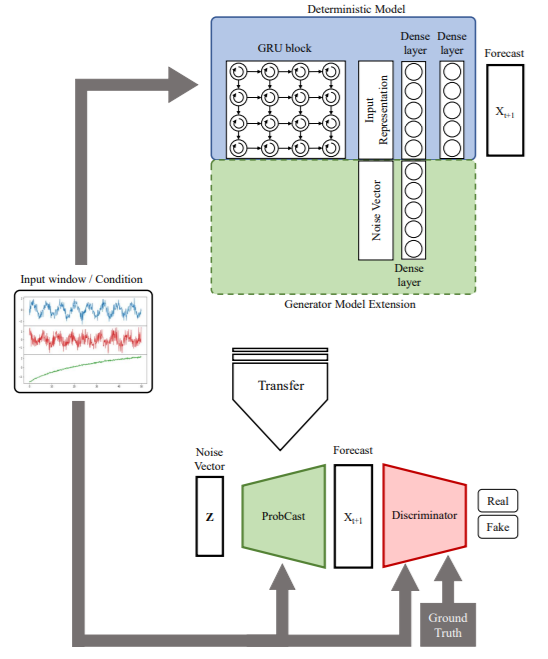 Deterministic Model
GRU block
Dense
layer
Dense
layer
Forecast
Input
Representation
X_{t+1}
Noise Vector
Dense
layer
Generator Model Extension
Input window / Condition
Transfer
Noise
Vector
Forecast
Z
ProbCast
X_{t+1}
Discriminator
Real
Fake
Ground
Truth